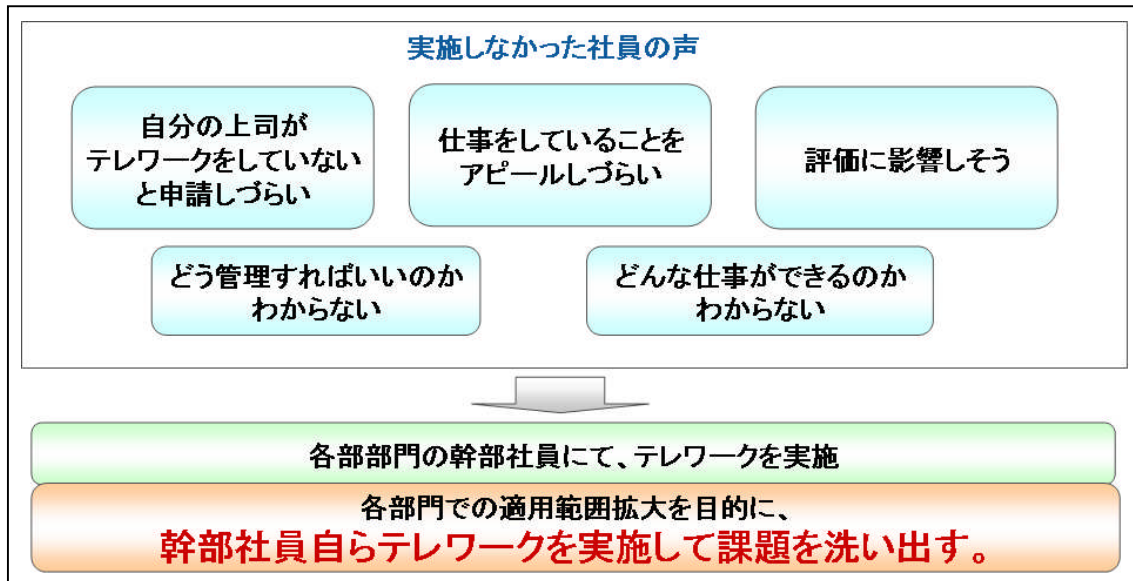 実施しなかった社員の声
自分の上司が
テレワークをしていない
と申請しづらい
仕事をしていることを
アピールしづらい
評価に影響しそう
どう管理すればいいのか
わからない
どんな仕事ができるのか
わからない
各部部門の幹部社員にて、テレワークを実施
各部門での適用範囲拡大を目的に、
幹部社員自らテレワークを実施して課題を洗い出す。